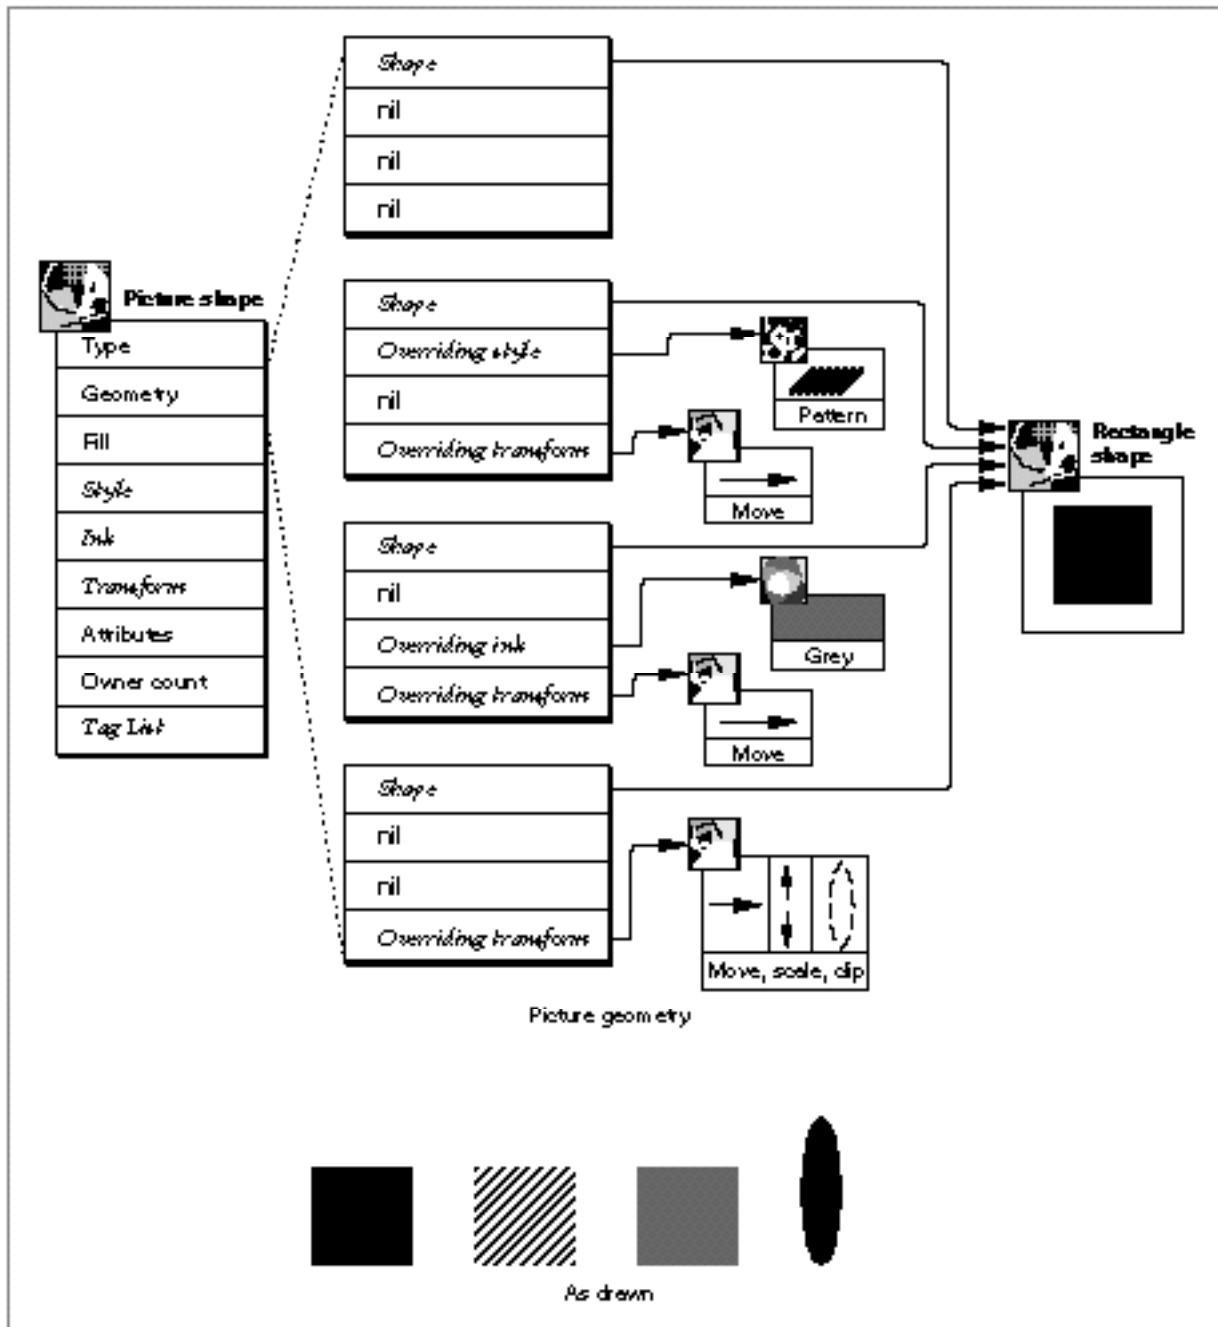 Picture shape
Type
Geometry
Fill
Style
Ink
Transform
Attributes
Owner count
Tag List
Shape
nil
nil
nil
Shape
Overriding style
nil
Overriding transform
Pattern
Move
Shape
nil
Overriding ink
Overriding transform
Grey
Move
Shape
nil
nil
Overriding transform
Move, scale, clip
Rectangle
shape
Picture geometry
As drawn